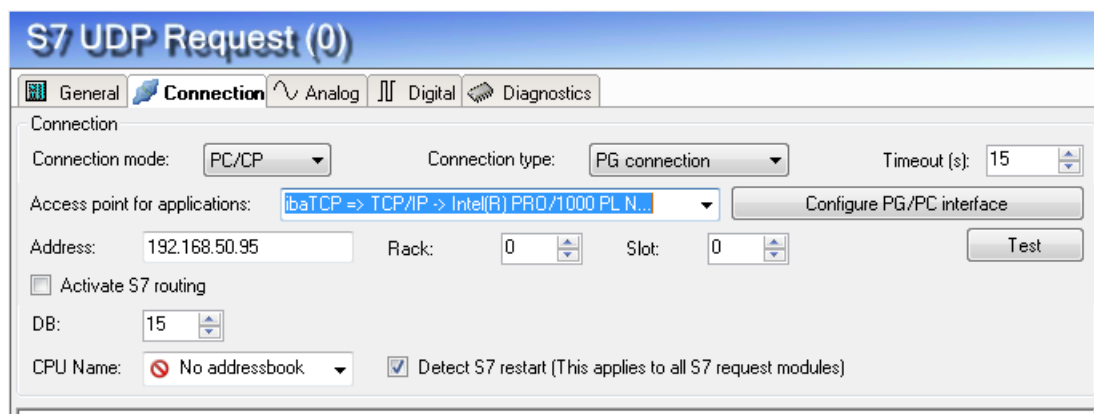 S7 UDP Request (0)
General Connection Analog Digital Diagnostics
Connection
Connection mode: PC/CP Connection type: PG connection Timeout (s): 15
Access point for applications: ibaTCP => TCP/IP -> Intel(R) PRO/1000 PL N... Configure PG/PC interface
Address: 192.168.50.95 Rack: 0 Slot: 0 Test
Activate S7 routing
DB: 15
CPU Name: No addressbook Detect S7 restart (This applies to all S7 request modules)